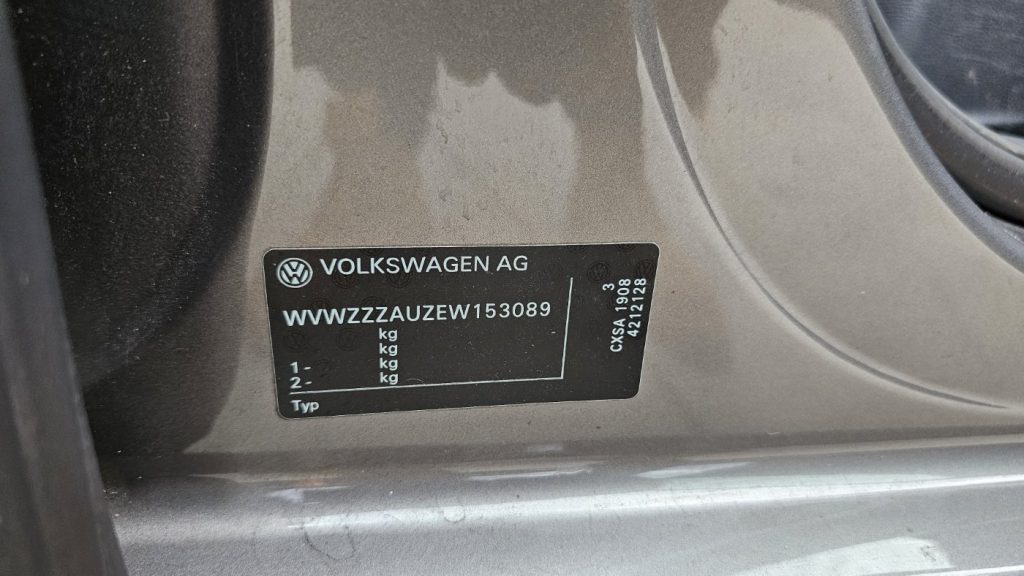 VOLKSWAGEN AG
WVWZZZAUZEW153089
kg
kg
1- kg
2- kg
Typ
3
CXSA 1908
4212128